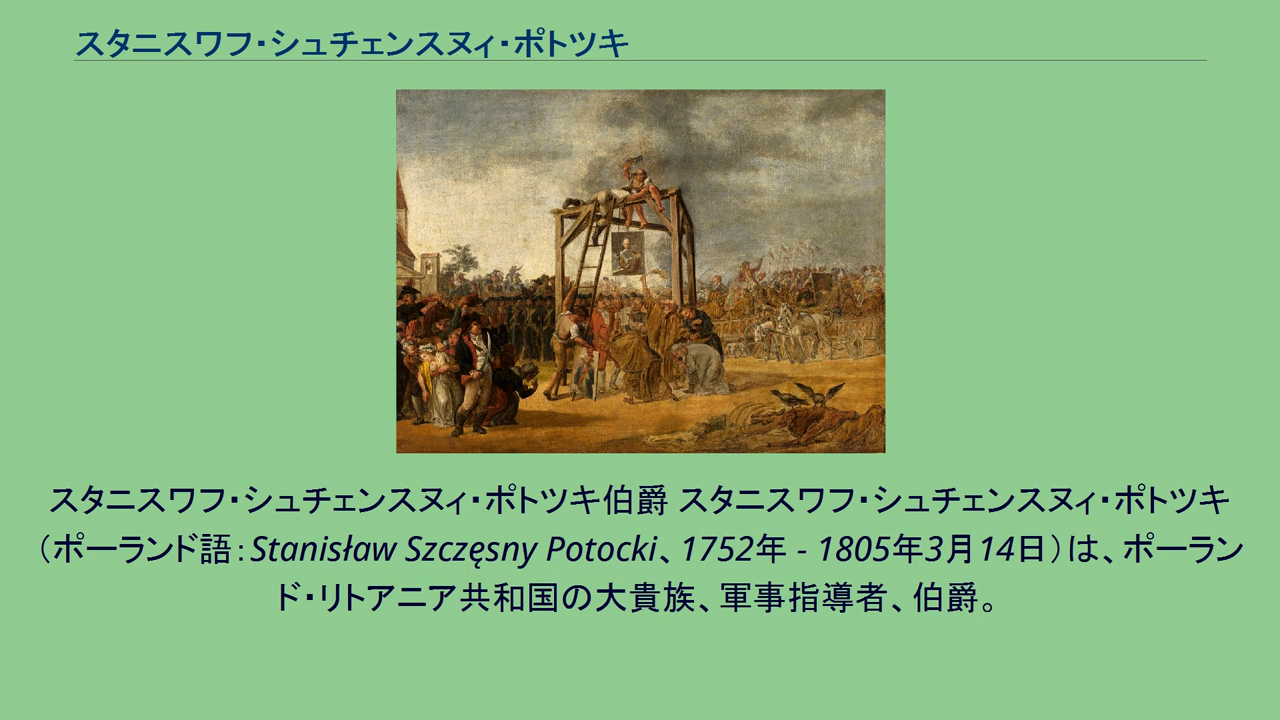 スタニスワフ・シュチェンスヌィ・ポトツキ
スタニスワフ・シュチェンスヌィ・ポトツキ伯爵 スタニスワフ・シュチェンスヌィ・ポトツキ
（ポーランド語：Stanisław Szczęsny Potocki、1752年 - 1805年3月14日）は、ポーラン
ド・リトアニア共和国の大貴族、軍事指導者、伯爵。